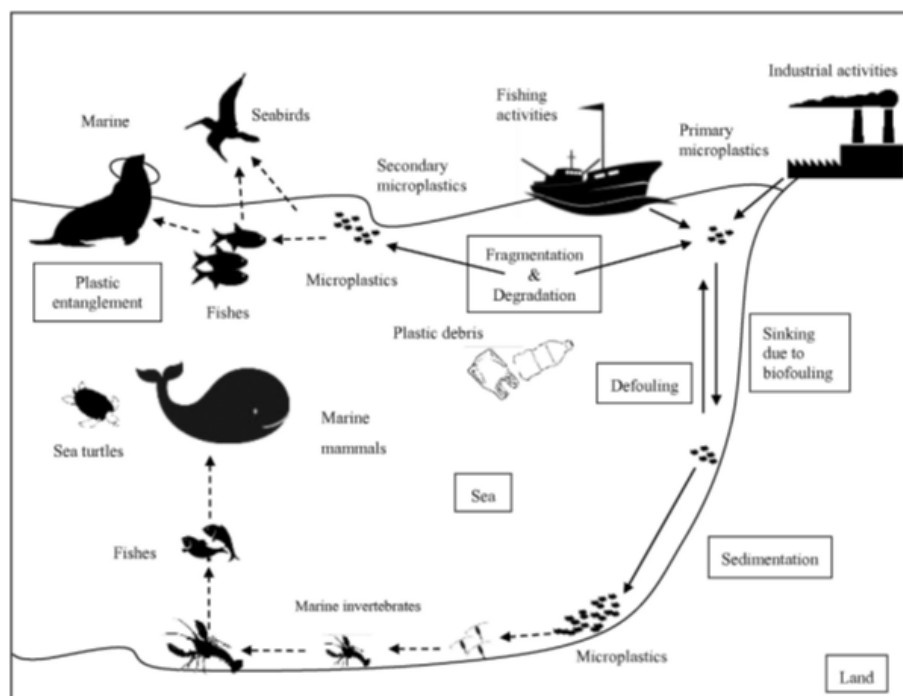 Industrial activities
Fishing
activities
Seabirds
Marine
Primary
microplastics
Secondary
microplastics
Fragmentation
&
Degradation
Plastic
entanglement
Microplastics
Fishes
Plastic debris
Sinking
due to
biofouling
Defouling
Sea turtles
Marine
mammals
Sea
Fishes
Sedimentation
Marine invertebrates
Microplastics
Land